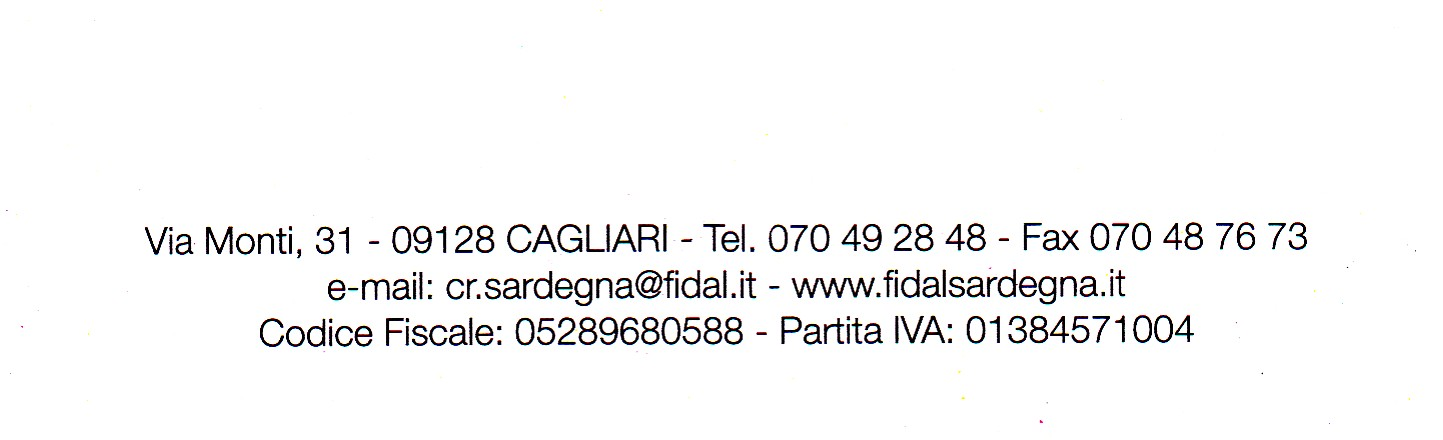 Via Monti, 31 - 09128 CAGLIARI - Tel. 070 49 28 48 - Fax 070 48 76 73
e-mail: cr.sardegna@fidal.it - www.fidalsardegna.it
Codice Fiscale: 05289680588 - Partita IVA: 01384571004